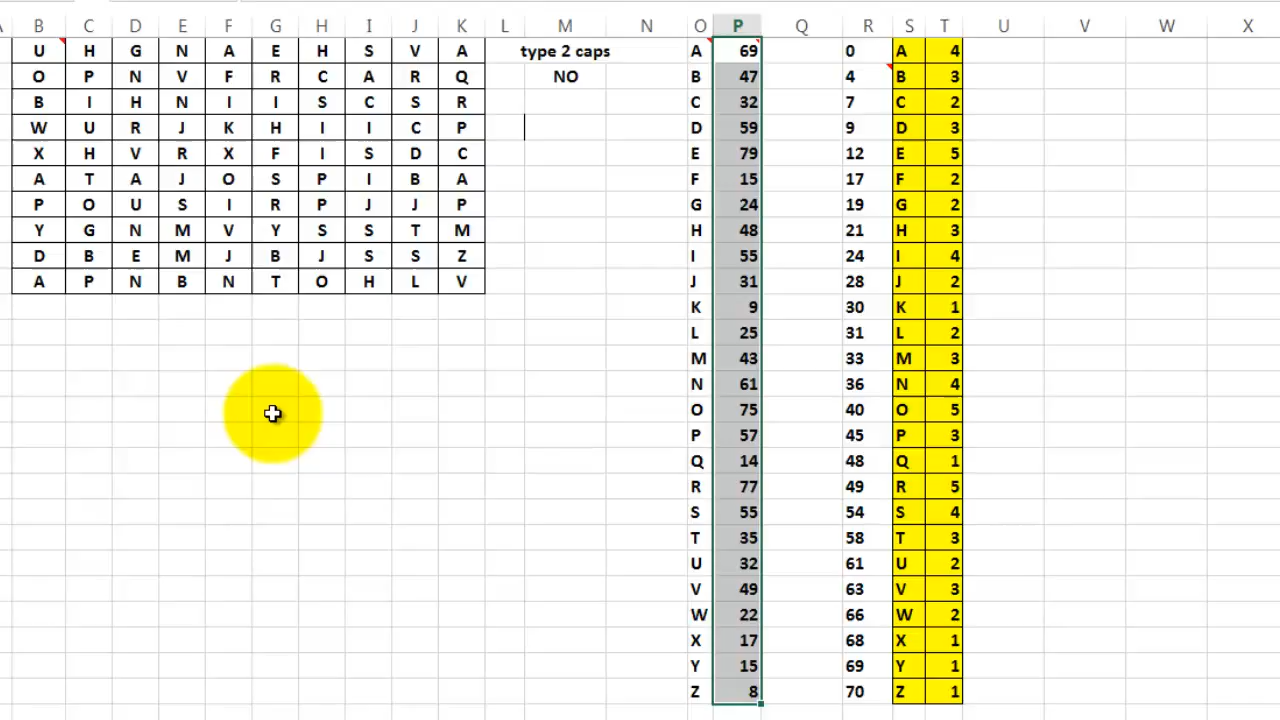 A B C D E F G H I J K L M N O P Q R S T U V W X
U H G N A E H S V A type 2 caps A 69 0 A 4
O P N V F R C A R Q NO B 47 4 B 3
B I H N I I S C S R C 32 7 C 2
W U R J K H I I C P D 59 9 D 3
X H V R X F I S D C E 79 12 E 5
A T A J O S P I B A F 15 17 F 2
P O U S I R P J J P G 24 19 G 2
Y G N M V Y S S T M H 48 21 H 3
D B E M J B J S S Z I 55 24 I 4
A P N B N T O H L V J 31 28 J 2
K 9 30 K 1
L 25 31 L 2
M 43 33 M 3
N 61 36 N 4
O 75 40 O 5
P 57 45 P 3
Q 14 48 Q 1
R 77 49 R 5
S 55 54 S 4
T 35 58 T 3
U 32 61 U 2
V 49 63 V 3
W 22 66 W 2
X 17 68 X 1
Y 15 69 Y 1
Z 8 70 Z 1